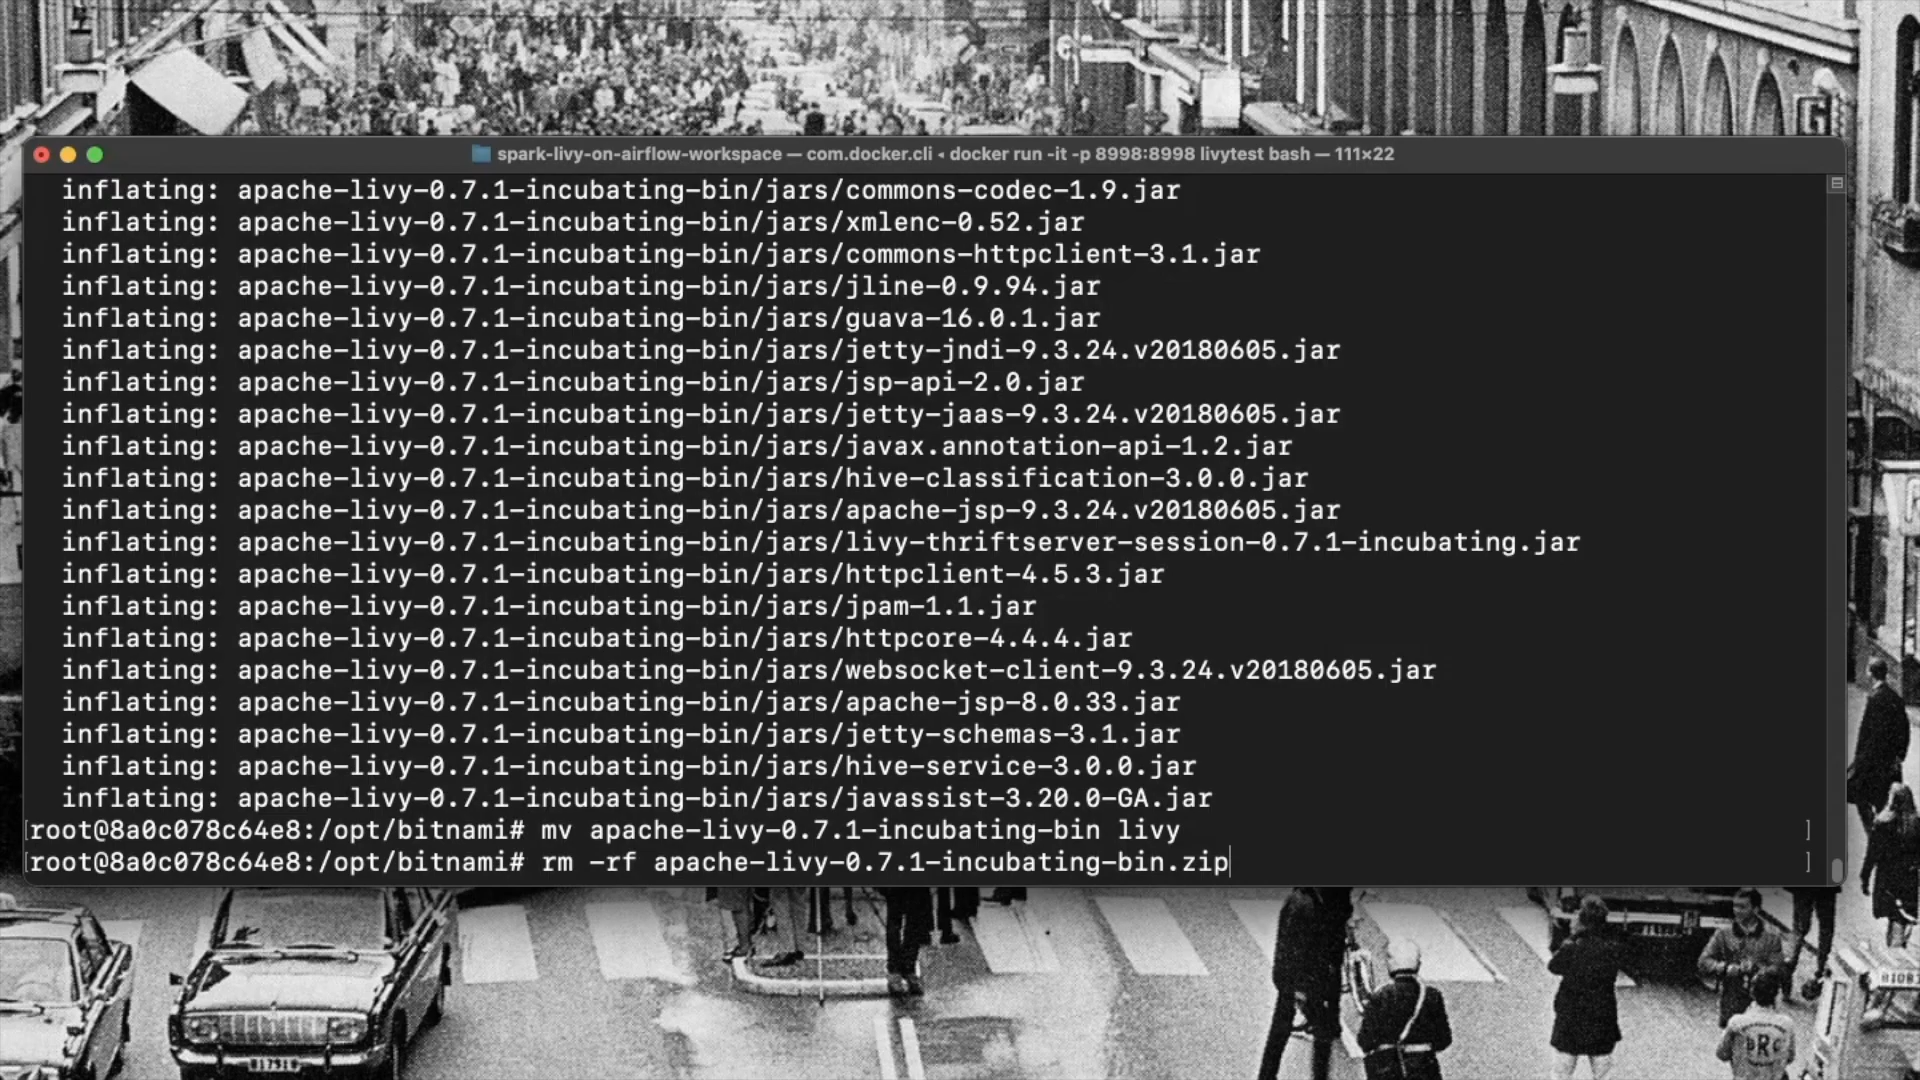 spark-livy-on-airflow-workspace — com.docker.cli ◂ docker run -it -p 8998:8998 livytest bash — 111×22
inflating: apache-livy-0.7.1-incubating-bin/jars/commons-codec-1.9.jar
inflating: apache-livy-0.7.1-incubating-bin/jars/xmlenc-0.52.jar
inflating: apache-livy-0.7.1-incubating-bin/jars/commons-httpclient-3.1.jar
inflating: apache-livy-0.7.1-incubating-bin/jars/jline-0.9.94.jar
inflating: apache-livy-0.7.1-incubating-bin/jars/guava-16.0.1.jar
inflating: apache-livy-0.7.1-incubating-bin/jars/jetty-jndi-9.3.24.v20180605.jar
inflating: apache-livy-0.7.1-incubating-bin/jars/jsp-api-2.0.jar
inflating: apache-livy-0.7.1-incubating-bin/jars/jetty-jaas-9.3.24.v20180605.jar
inflating: apache-livy-0.7.1-incubating-bin/jars/javax.annotation-api-1.2.jar
inflating: apache-livy-0.7.1-incubating-bin/jars/hive-classification-3.0.0.jar
inflating: apache-livy-0.7.1-incubating-bin/jars/apache-jsp-9.3.24.v20180605.jar
inflating: apache-livy-0.7.1-incubating-bin/jars/livy-thriftserver-session-0.7.1-incubating.jar
inflating: apache-livy-0.7.1-incubating-bin/jars/httpclient-4.5.3.jar
inflating: apache-livy-0.7.1-incubating-bin/jars/jpam-1.1.jar
inflating: apache-livy-0.7.1-incubating-bin/jars/httpcore-4.4.4.jar
inflating: apache-livy-0.7.1-incubating-bin/jars/websocket-client-9.3.24.v20180605.jar
inflating: apache-livy-0.7.1-incubating-bin/jars/apache-jsp-8.0.33.jar
inflating: apache-livy-0.7.1-incubating-bin/jars/jetty-schemas-3.1.jar
inflating: apache-livy-0.7.1-incubating-bin/jars/hive-service-3.0.0.jar
inflating: apache-livy-0.7.1-incubating-bin/jars/javassist-3.20.0-GA.jar
[root@8a0c078c64e8:/opt/bitnami# mv apache-livy-0.7.1-incubating-bin livy ]
[root@8a0c078c64e8:/opt/bitnami# rm -rf apache-livy-0.7.1-incubating-bin.zip ]